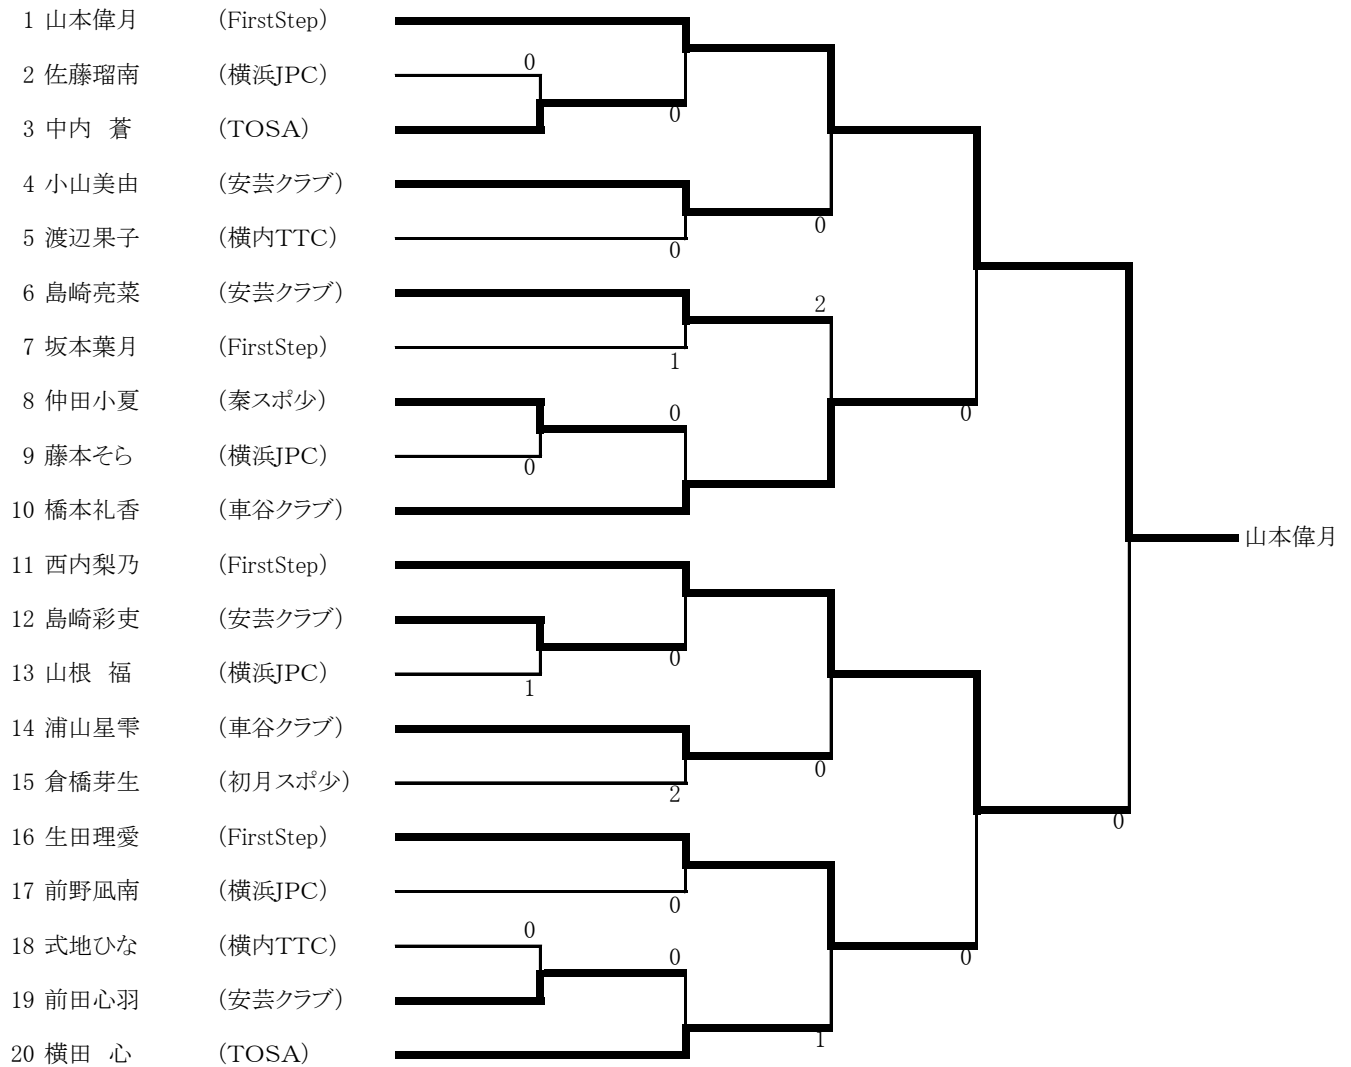 1 山本偉月 (FirstStep)
0
2 佐藤瑠南 (横浜JPC)
0
3 中内 蒼 (TOSA)
4 小山美由 (安芸クラブ)
0
5 渡辺果子 (横内TTC)
0
6 島崎亮菜 (安芸クラブ)
2
7 坂本葉月 (FirstStep)
1
8 仲田小夏 (秦スポ少)
0
0
9 藤本そら (横浜JPC)
0
10 橋本礼香 (車谷クラブ)
山本偉月
11 西内梨乃 (FirstStep)
12 島崎彩吏 (安芸クラブ)
0
13 山根 福 (横浜JPC)
1
14 浦山星雫 (車谷クラブ)
0
15 倉橋芽生 (初月スポ少)
2
0
16 生田理愛 (FirstStep)
17 前野凪南 (横浜JPC)
0
0
18 式地ひな (横内TTC)
0
0
19 前田心羽 (安芸クラブ)
1
20 横田 心 (TOSA)